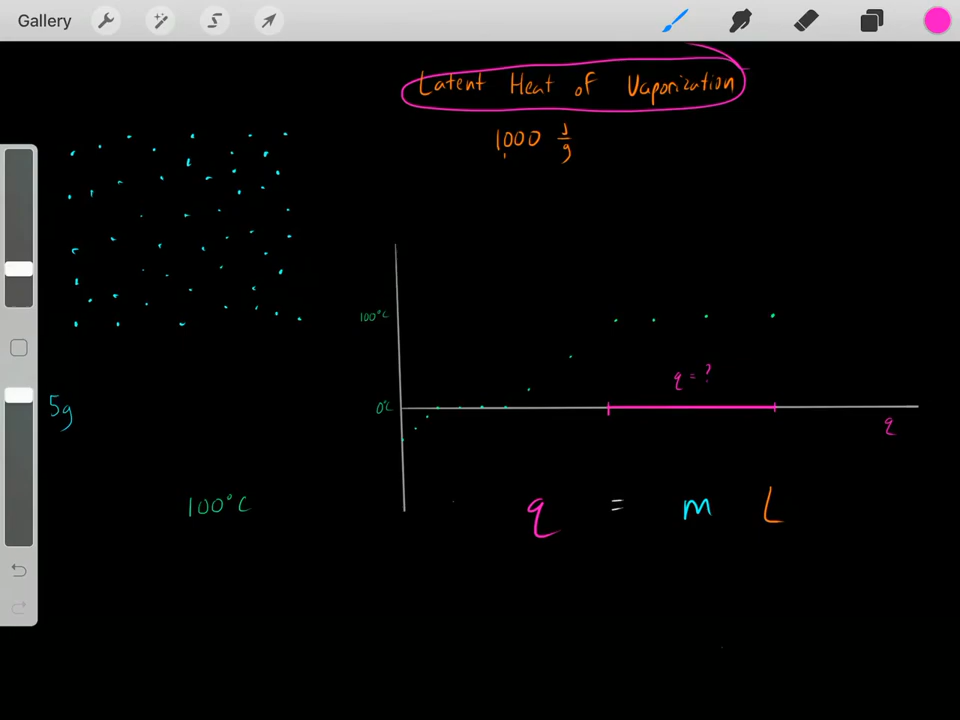 Gallery
Latent Heat of Vaporization
1000 J/g
100°C
q = ?
0°C
5g
q
100°C
q = m L